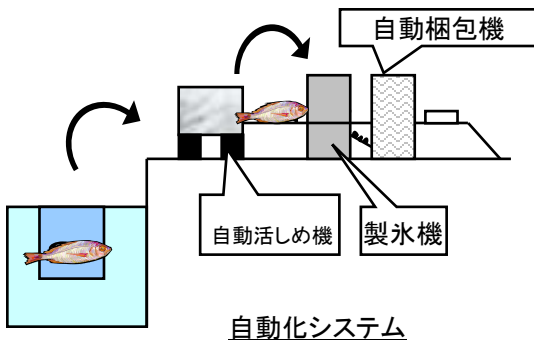 自動梱包機
自動活しめ機
製氷機
自動化システム